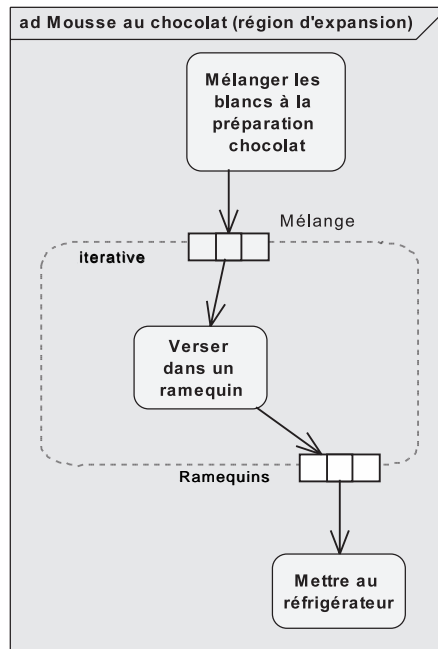 ad Mousse au chocolat (région d'expansion)
Mélanger les
blancs à la
préparation
chocolat
Mélange
iterative
Verser
dans un
ramequin
Ramequins
Mettre au
réfrigérateur